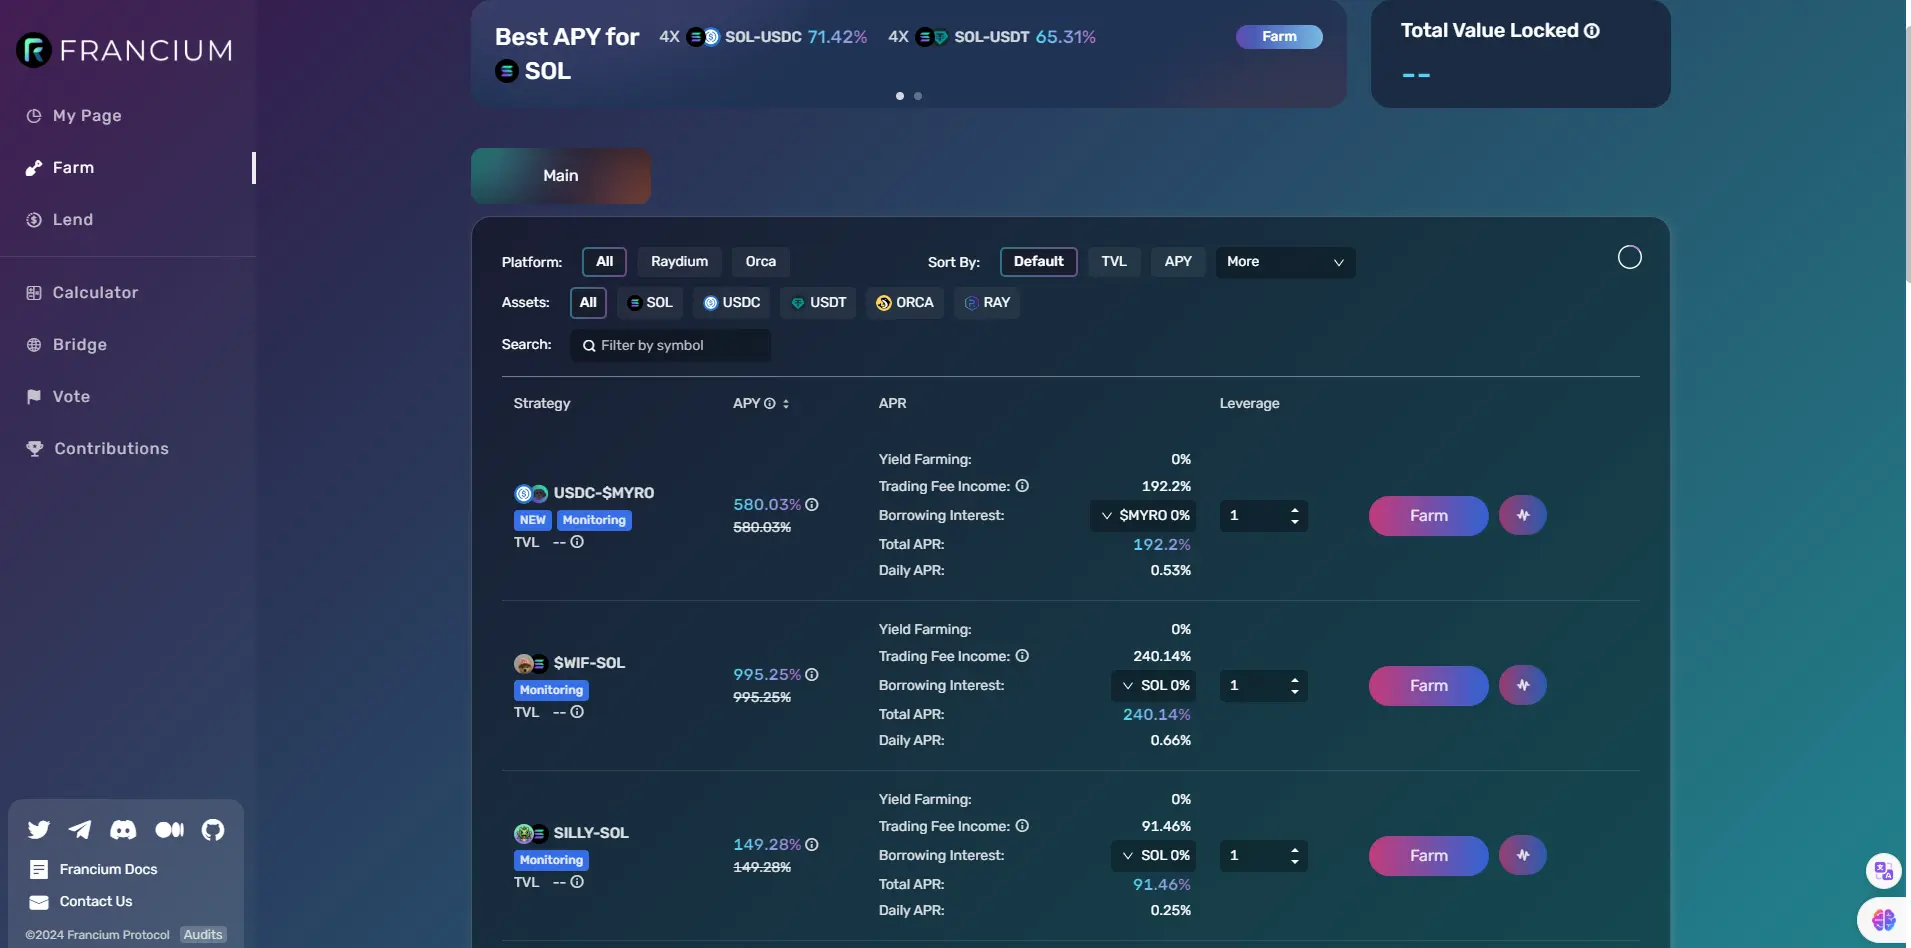 FRANCIUM
My Page
Farm
Lend
Calculator
Bridge
Vote
Contributions
Francium Docs
Contact Us
©2024 Francium Protocol Audits
Best APY for
SOL
4X SOL-USDC 71.42% 4X SOL-USDT 65.31%
Farm
Total Value Locked
--
Main
Platform: All Raydium Orca
Sort By: Default TVL APY More
Assets: All SOL USDC USDT ORCA RAY
Search: Filter by symbol
Strategy APY APR Leverage
USDC-$MYRO
NEW Monitoring
TVL --
580.03%
580.03%
Yield Farming: 0%
Trading Fee Income: 192.2%
Borrowing Interest: $MYRO 0%
Total APR: 192.2%
Daily APR: 0.53%
1
Farm
$WIF-SOL
Monitoring
TVL --
995.25%
995.25%
Yield Farming: 0%
Trading Fee Income: 240.14%
Borrowing Interest: SOL 0%
Total APR: 240.14%
Daily APR: 0.66%
1
Farm
SILLY-SOL
Monitoring
TVL --
149.28%
149.28%
Yield Farming: 0%
Trading Fee Income: 91.46%
Borrowing Interest: SOL 0%
Total APR: 91.46%
Daily APR: 0.25%
1
Farm